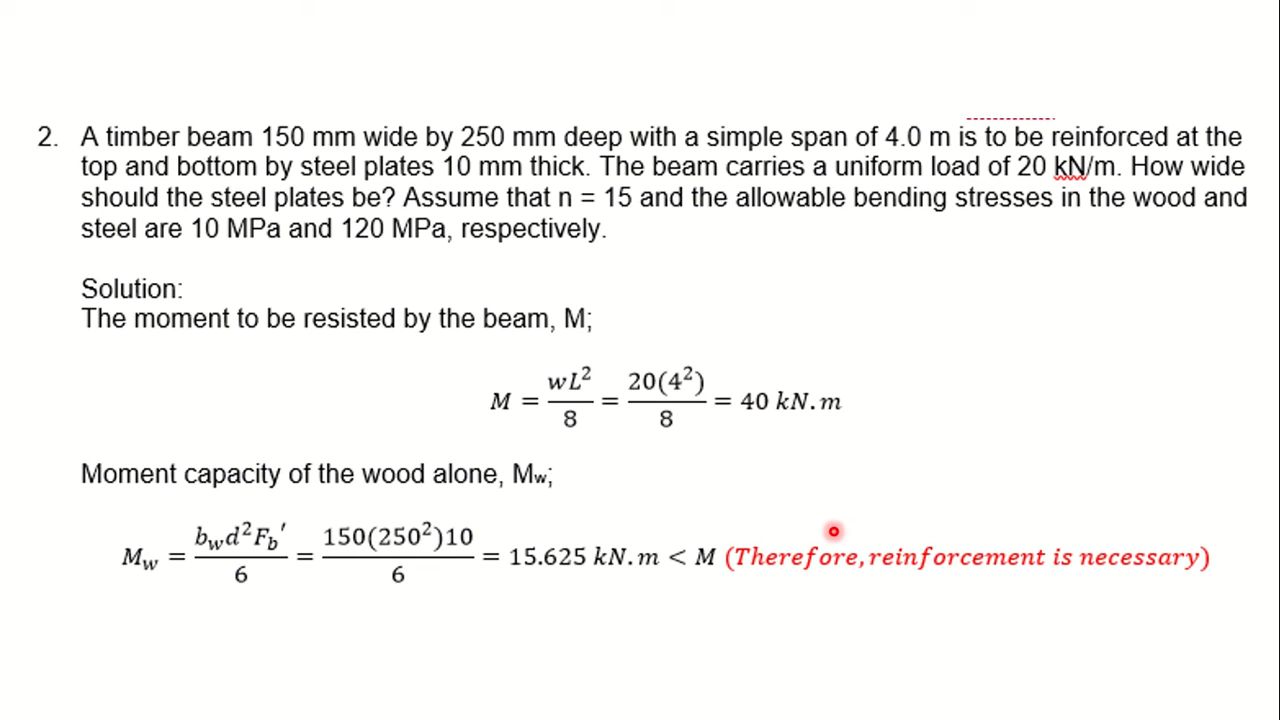 2. A timber beam 150 mm wide by 250 mm deep with a simple span of 4.0 m is to be reinforced at the
top and bottom by steel plates 10 mm thick. The beam carries a uniform load of 20 kN/m. How wide
should the steel plates be? Assume that n = 15 and the allowable bending stresses in the wood and
steel are 10 MPa and 120 MPa, respectively.
Solution:
The moment to be resisted by the beam, M;
M = wL²/8 = 20(4²)/8 = 40 kN.m
Moment capacity of the wood alone, Mw;
M_w = b_w d² F_b'/6 = 150(250²)10/6 = 15.625 kN.m < M (Therefore, reinforcement is necessary)